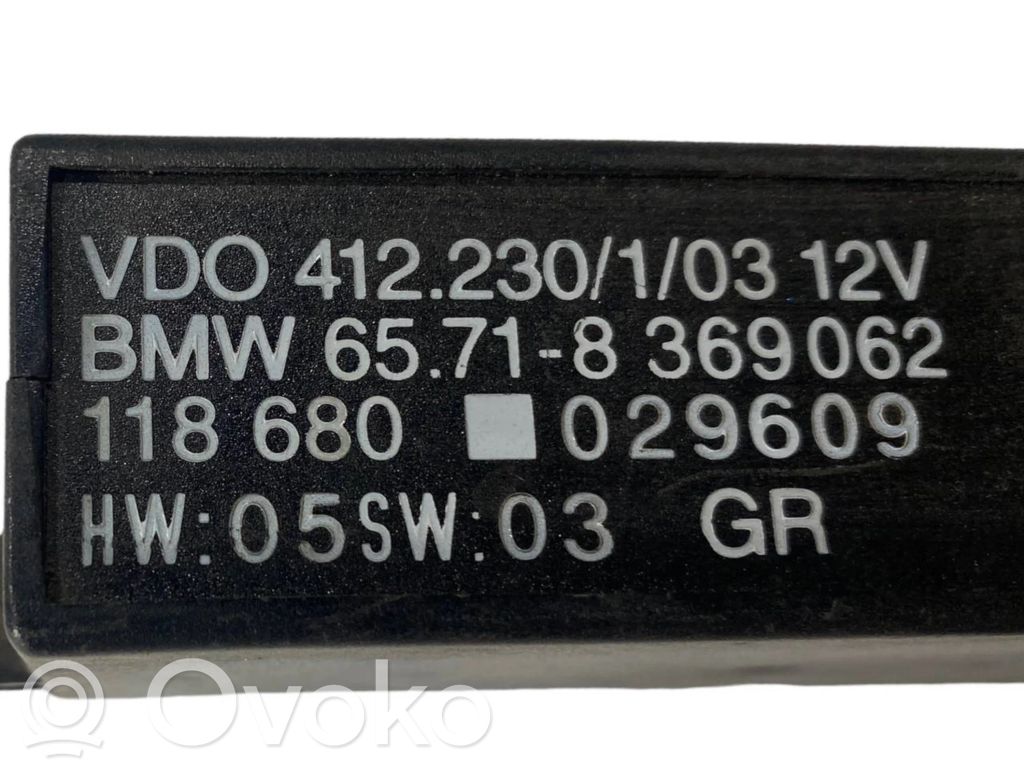 VDO 412.230/1/03 12V
BMW 65.71-8 369062
118 680 029609
HW:05SW:03 GR
Ovoko